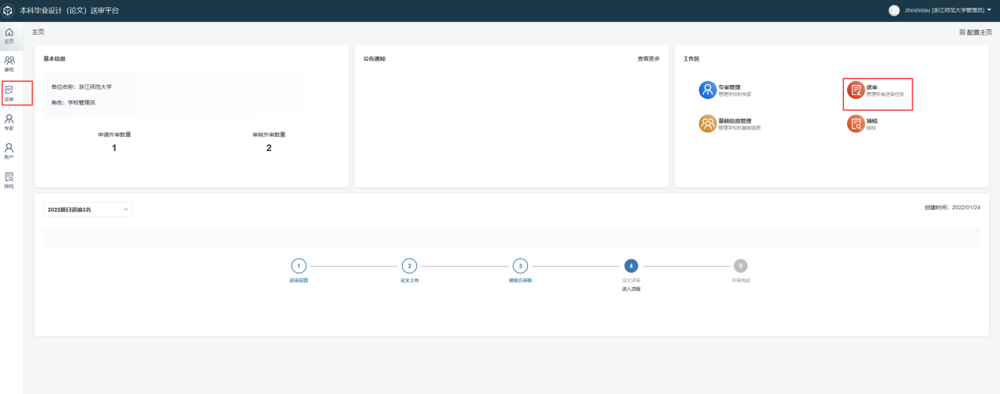 本科毕业设计（论文）送审平台
zheshidau [浙江师范大学管理员]
主页
基础
送审
专家
账户
抽检
主页
配置主页
基本信息
单位名称：浙江师范大学
角色：学校管理员
申请外审数量
1
审核外审数量
2
公告通知
查看更多
工作区
专家管理
管理学校的专家
送审
管理所有送审任务
基础信息管理
管理学校的基础信息
抽检
抽检
2022届日语抽3名
创建时间：2022/01/24
1
送审设置
2
论文上传
3
接收方审核
4
论文评审
进入流程
5
外审完成